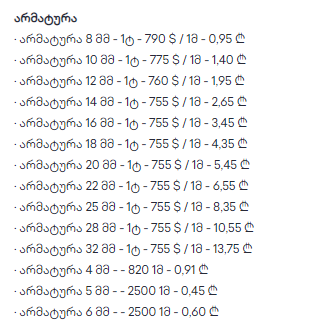 არმატურა
· არმატურა 8 მმ - 1ტ - 790 $ / 1მ - 0,95 ₾
· არმატურა 10 მმ - 1ტ - 775 $ / 1მ - 1,40 ₾
· არმატურა 12 მმ - 1ტ - 760 $ / 1მ - 1,95 ₾
· არმატურა 14 მმ - 1ტ - 755 $ / 1მ - 2,65 ₾
· არმატურა 16 მმ - 1ტ - 755 $ / 1მ - 3,45 ₾
· არმატურა 18 მმ - 1ტ - 755 $ / 1მ - 4,35 ₾
· არმატურა 20 მმ - 1ტ - 755 $ / 1მ - 5,45 ₾
· არმატურა 22 მმ - 1ტ - 755 $ / 1მ - 6,55 ₾
· არმატურა 25 მმ - 1ტ - 755 $ / 1მ - 8,35 ₾
· არმატურა 28 მმ - 1ტ - 755 $ / 1მ - 10,55 ₾
· არმატურა 32 მმ - 1ტ - 755 $ / 1მ - 13,75 ₾
· არმატურა 4 მმ - - 820 1მ - 0,91 ₾
· არმატურა 5 მმ - - 2500 1მ - 0,45 ₾
· არმატურა 6 მმ - - 2500 1მ - 0,60 ₾